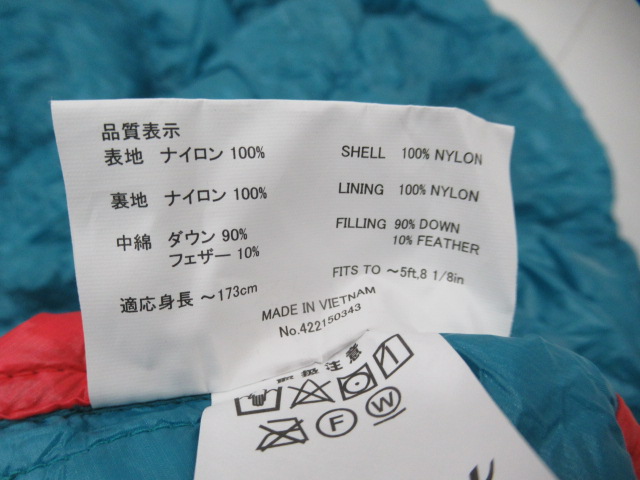 品質表示
表地 ナイロン 100%
裏地 ナイロン 100%
中綿 ダウン 90%
フェザー 10%
適応身長 ～173cm
SHELL 100% NYLON
LINING 100% NYLON
FILLING 90% DOWN
10% FEATHER
FITS TO ～5ft,8 1/8in
MADE IN VIETNAM
No.422150343
注意
F
W